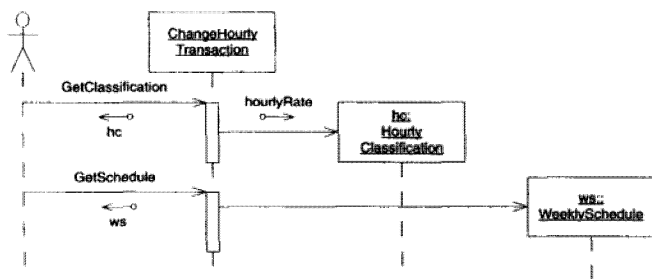 ChangeHourly
Transaction
GetClassification
hc
hourlyRate
hc:
Hourly
Classification
GetSchedule
ws
ws::
WeeklySchedule